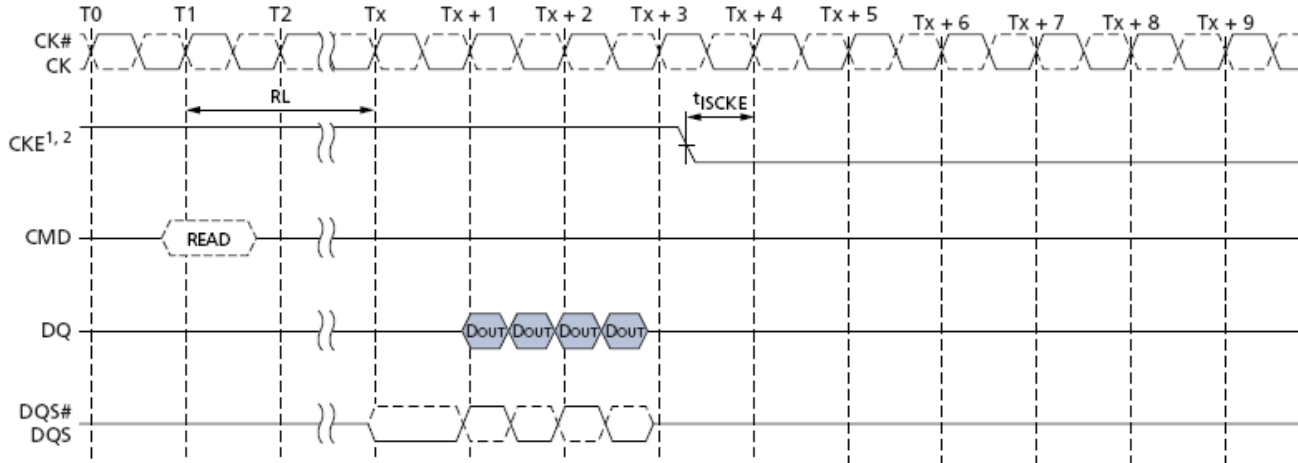 T0 T1 T2 Tx Tx + 1 Tx + 2 Tx + 3 Tx + 4 Tx + 5 Tx + 6 Tx + 7 Tx + 8 Tx + 9
CK#
CK
RL
tISCKE
CKE1, 2
CMD READ
DQ DOUT DOUT DOUT DOUT
DQS#
DQS